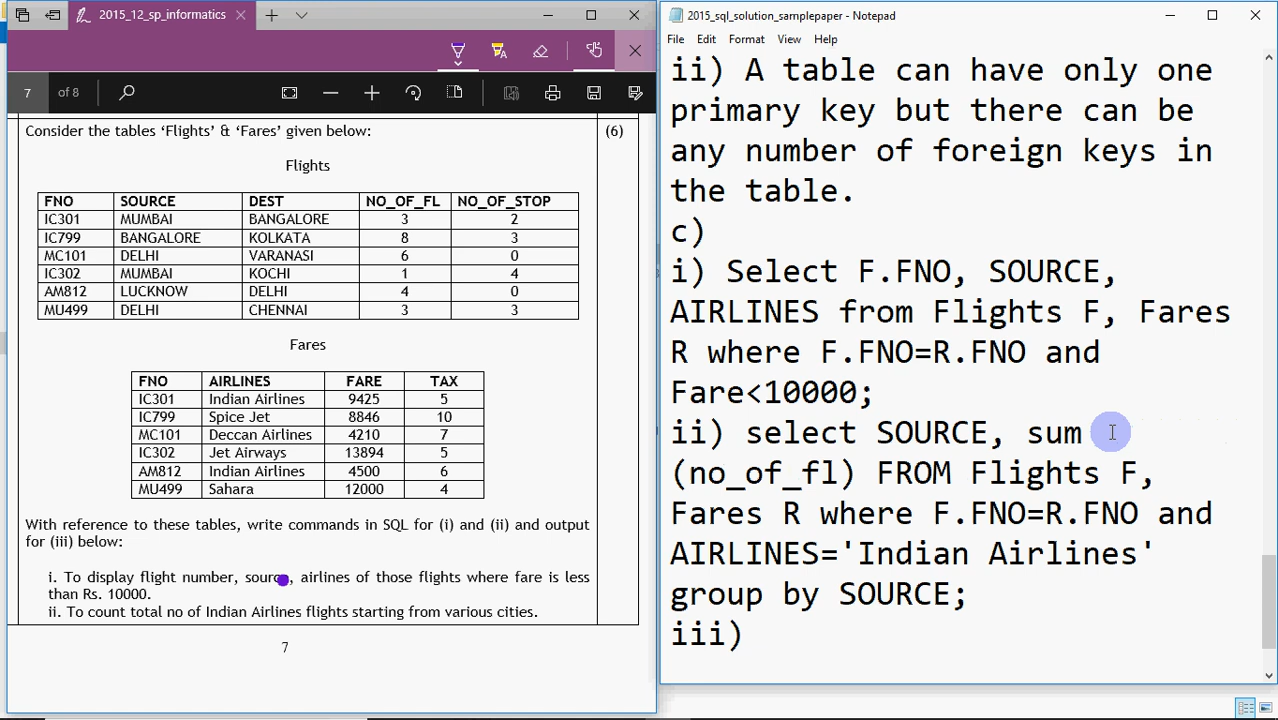 2015_12_sp_informatics
7 of 8
Consider the tables ‘Flights’ & ‘Fares’ given below: (6)
Flights
FNO SOURCE DEST NO_OF_FL NO_OF_STOP
IC301 MUMBAI BANGALORE 3 2
IC799 BANGALORE KOLKATA 8 3
MC101 DELHI VARANASI 6 0
IC302 MUMBAI KOCHI 1 4
AM812 LUCKNOW DELHI 4 0
MU499 DELHI CHENNAI 3 3
Fares
FNO AIRLINES FARE TAX
IC301 Indian Airlines 9425 5
IC799 Spice Jet 8846 10
MC101 Deccan Airlines 4210 7
IC302 Jet Airways 13894 5
AM812 Indian Airlines 4500 6
MU499 Sahara 12000 4
With reference to these tables, write commands in SQL for (i) and (ii) and output
for (iii) below:
i. To display flight number, source, airlines of those flights where fare is less
than Rs. 10000.
ii. To count total no of Indian Airlines flights starting from various cities.
7
2015_sql_solution_samplepaper - Notepad
File Edit Format View Help
ii) A table can have only one
primary key but there can be
any number of foreign keys in
the table.
c)
i) Select F.FNO, SOURCE,
AIRLINES from Flights F, Fares
R where F.FNO=R.FNO and
Fare<10000;
ii) select SOURCE, sum
(no_of_fl) FROM Flights F,
Fares R where F.FNO=R.FNO and
AIRLINES='Indian Airlines'
group by SOURCE;
iii)